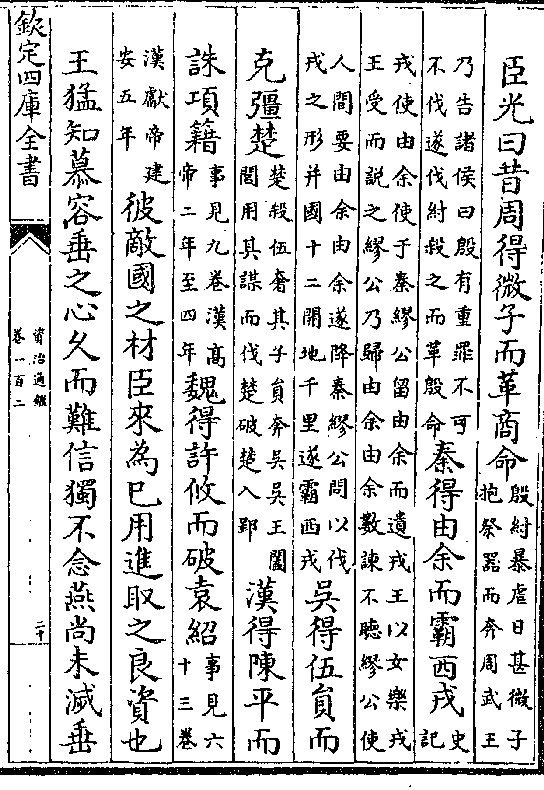 臣光曰昔周得微子而革商命殷紂暴虐日甚微子抱祭器而奔周武王
乃告諸侯曰殷有重罪不可不伐遂伐紂殺之而革殷命秦得由余而霸西戎史記
戎使由余使于秦繆公留由余而遺戎王以女樂戎王受而説之繆公乃歸由余由余數諫不聽繆公使
人間要由余由余遂降秦繆公問以伐戎之形并國十二開地千里遂霸西戎吳得伍員而
克彊楚楚殺伍奢其子員奔吳吳王闔閭用其謀而伐楚破楚入郢漢得陳平而
誅項籍事見九卷漢高帝二年至四年魏得許攸而破袁紹事見六十三卷
漢獻帝建安五年彼敵國之材臣來為已用進取之良資也
王猛知慕容垂之心久而難信獨不念燕尚未滅垂
欽定四庫全書
資治通鑑
卷一百二
二十